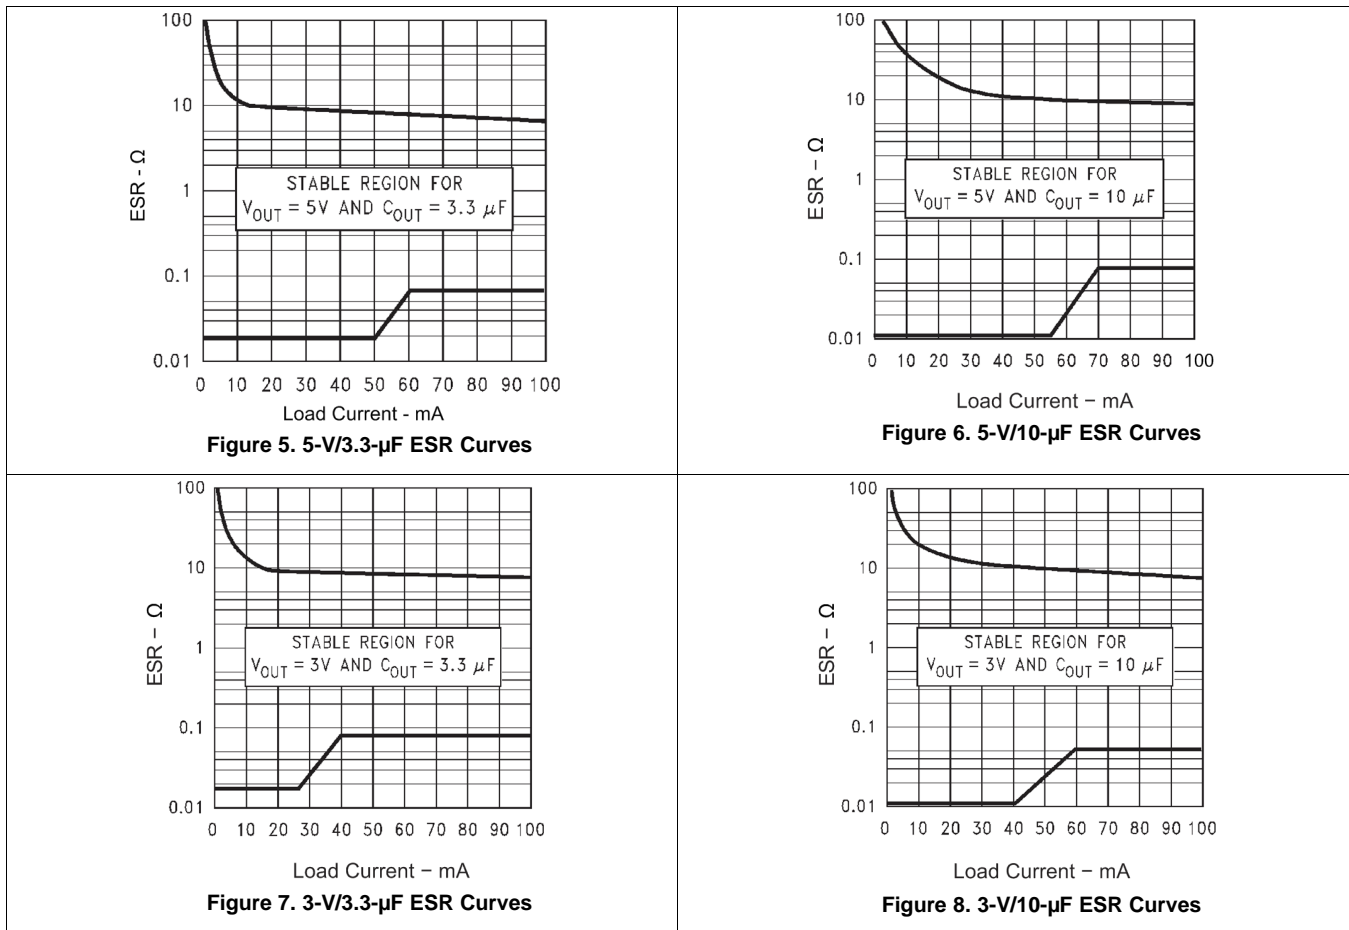 100
10
1
0.1
0.01
ESR - Ω
STABLE REGION FOR
VOUT = 5V AND COUT = 3.3 μF
0 10 20 30 40 50 60 70 80 90 100
Load Current - mA
Figure 5. 5-V/3.3-µF ESR Curves
100
10
1
0.1
0.01
ESR – Ω
STABLE REGION FOR
VOUT = 5V AND COUT = 10 μF
0 10 20 30 40 50 60 70 80 90 100
Load Current – mA
Figure 6. 5-V/10-µF ESR Curves
100
10
1
0.1
0.01
ESR – Ω
STABLE REGION FOR
VOUT = 3V AND COUT = 3.3 μF
0 10 20 30 40 50 60 70 80 90 100
Load Current – mA
Figure 7. 3-V/3.3-µF ESR Curves
100
10
1
0.1
0.01
ESR – Ω
STABLE REGION FOR
VOUT = 3V AND COUT = 10 μF
0 10 20 30 40 50 60 70 80 90 100
Load Current – mA
Figure 8. 3-V/10-µF ESR Curves